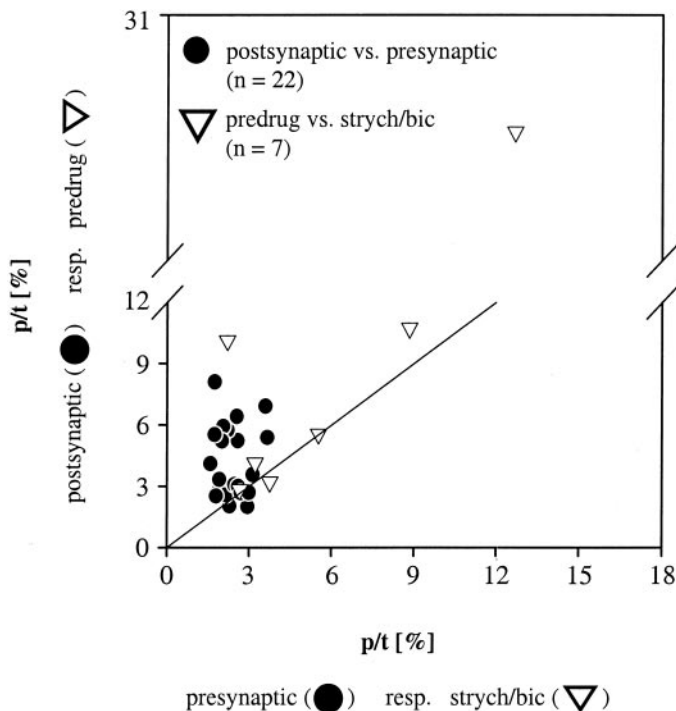 31
postsynaptic vs. presynaptic
(n = 22)
predrug vs. strych/bic
(n = 7)
p/t [%]
postsynaptic ( ) resp. predrug ( )
12
9
6
3
0
0 3 6 9 12 15 18
p/t [%]
presynaptic ( ) resp. strych/bic ( )